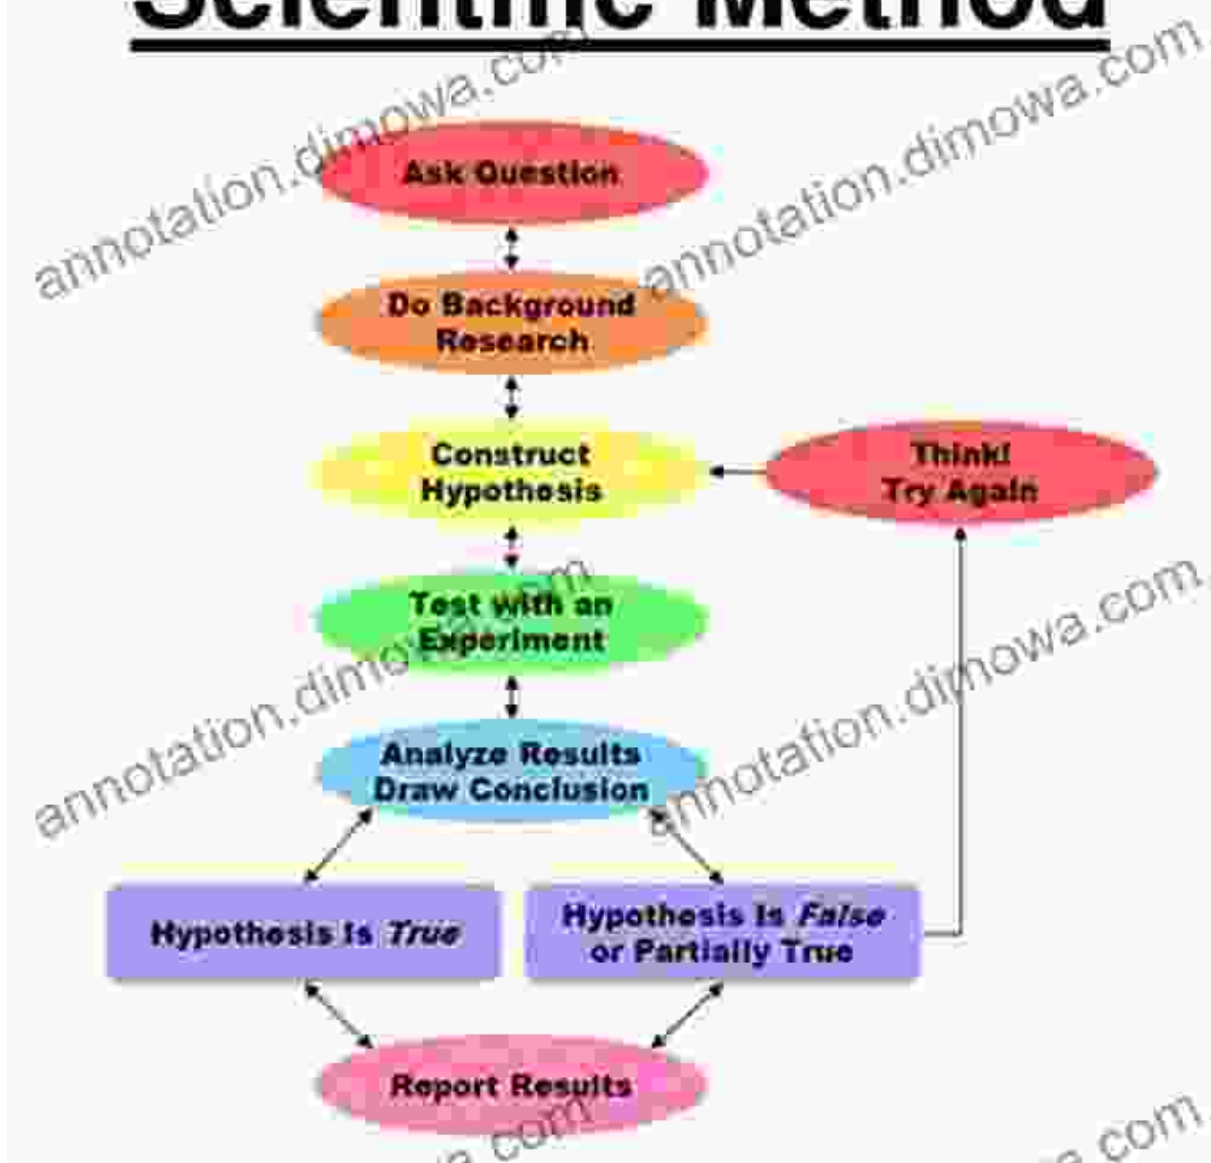 Scientific Method
annotation.dimowa.com
annotation.dimowa.com
Ask Question
Do Background
Research
Construct
Hypothesis
Think!
Try Again
Test with an
Experiment
annotation.dimowa.com
annotation.dimowa.com
Analyze Results
Draw Conclusion
Hypothesis Is True
Hypothesis Is False
or Partially True
Report Results
a.com
a.com